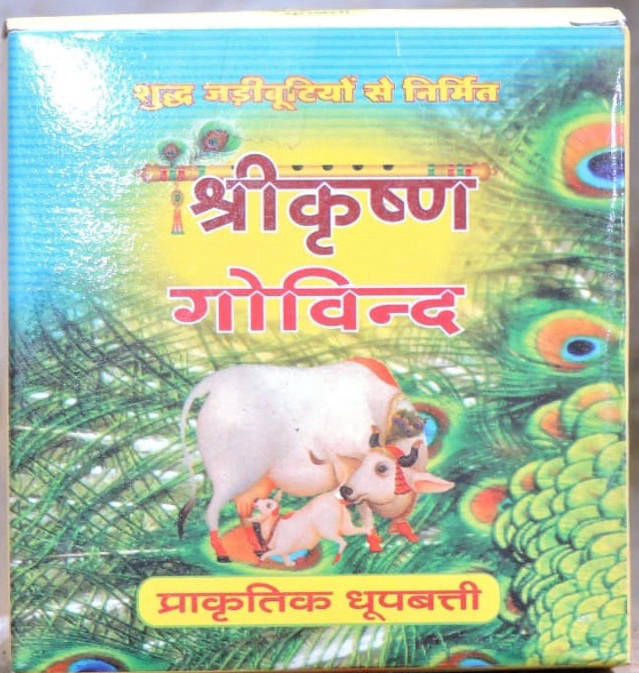 शुद्ध जड़ीबूटियों से निर्मित
श्रीकृष्ण
गोविन्द
प्राकृतिक धूपबत्ती